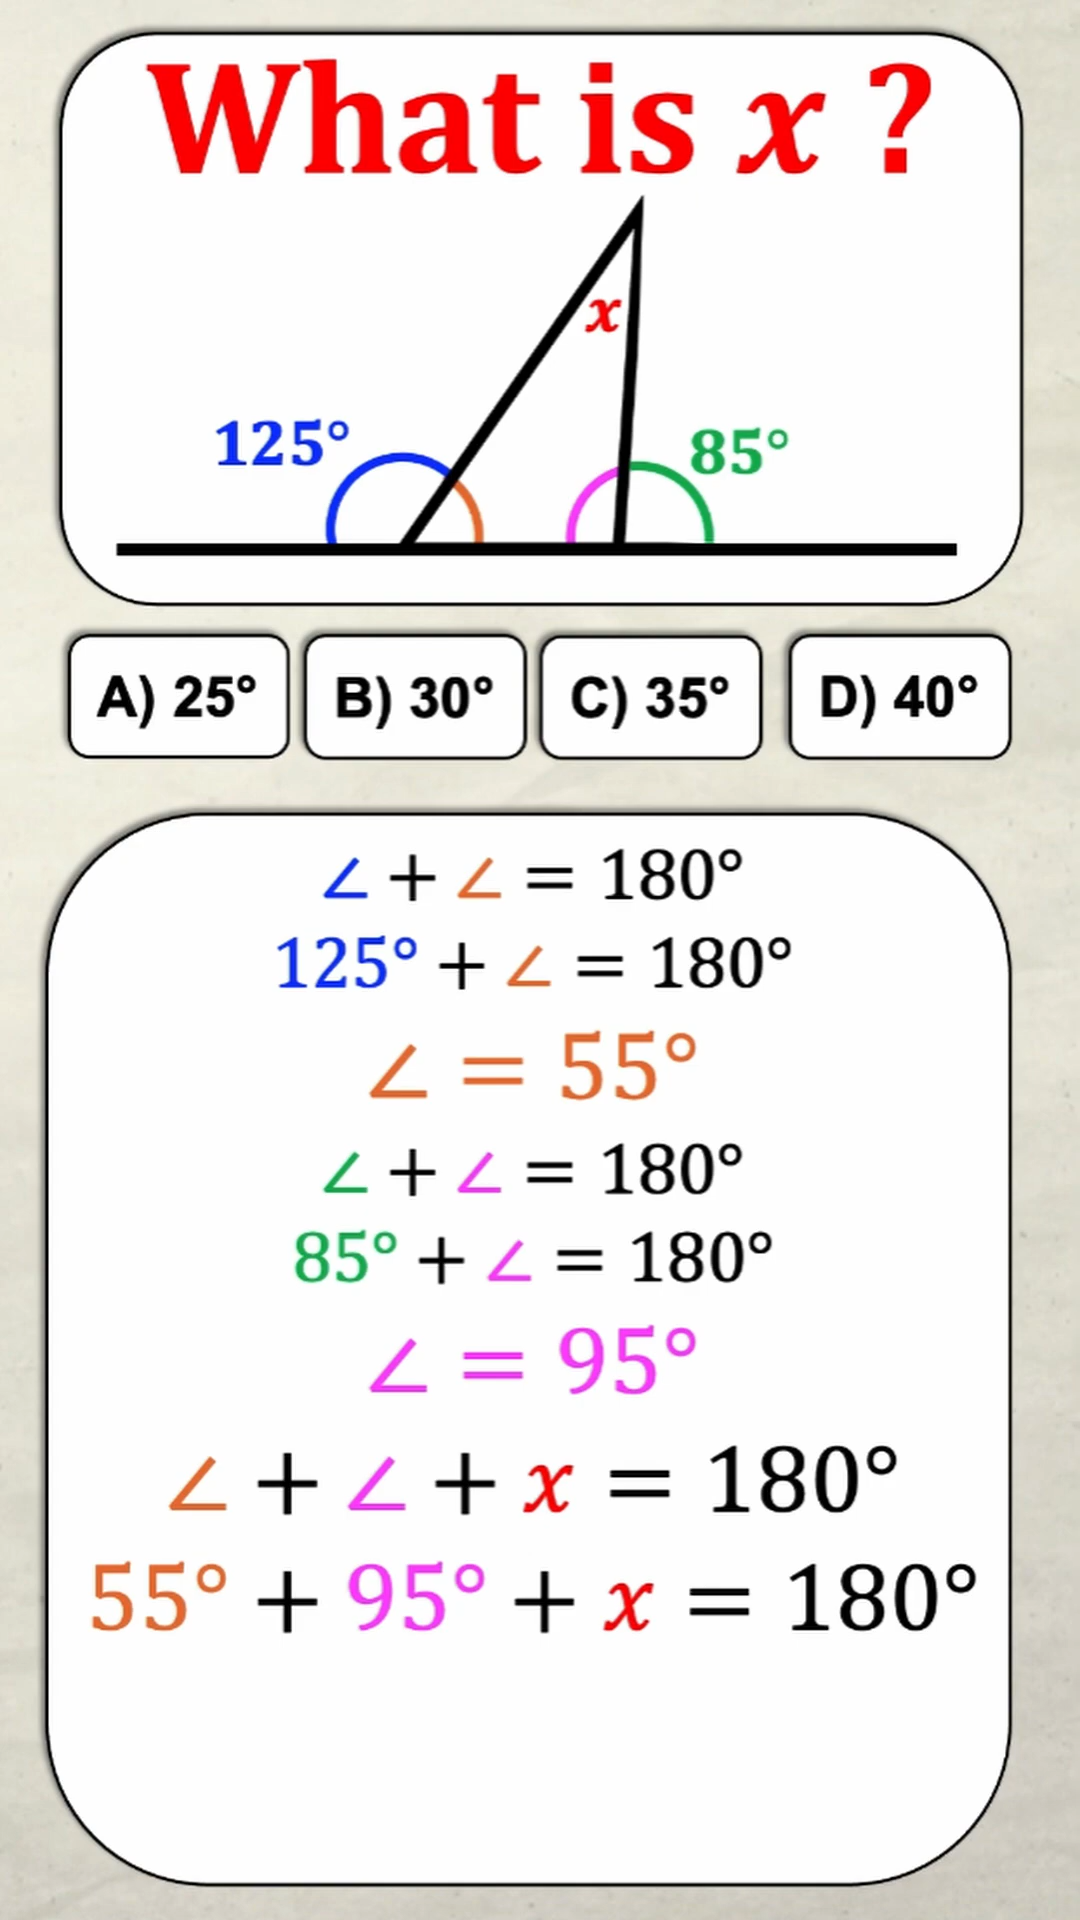 What is x ?
x
125°
85°
A) 25°
B) 30°
C) 35°
D) 40°
∠ + ∠ = 180°
125° + ∠ = 180°
∠ = 55°
∠ + ∠ = 180°
85° + ∠ = 180°
∠ = 95°
∠ + ∠ + x = 180°
55° + 95° + x = 180°